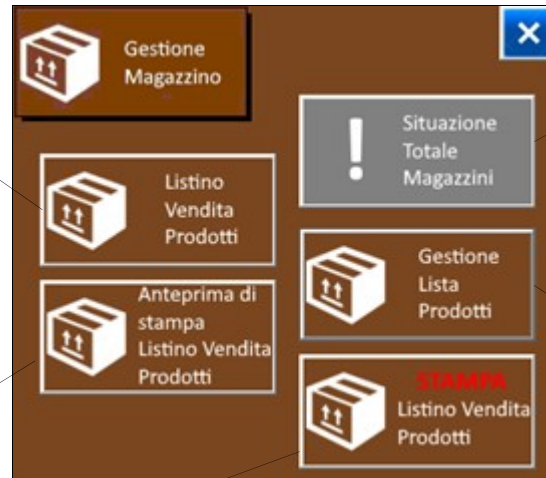 Gestione
Magazzino
Situazione
Totale
Magazzini
Listino
Vendita
Prodotti
Gestione
Lista
Prodotti
Anteprima di
stampa
Listino Vendita
Prodotti
STAMPA
Listino Vendita
Prodotti